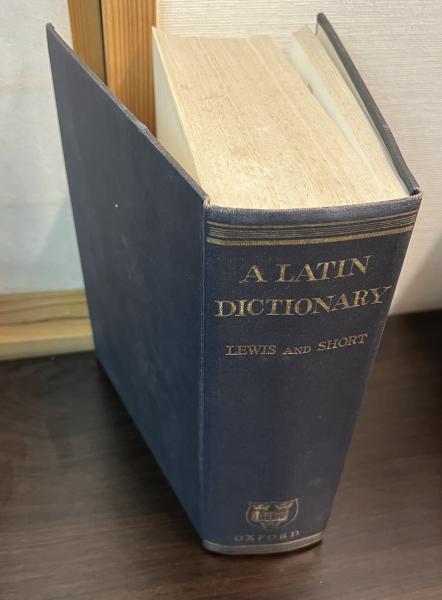 A LATIN
DICTIONARY
LEWIS AND SHORT
OXFORD